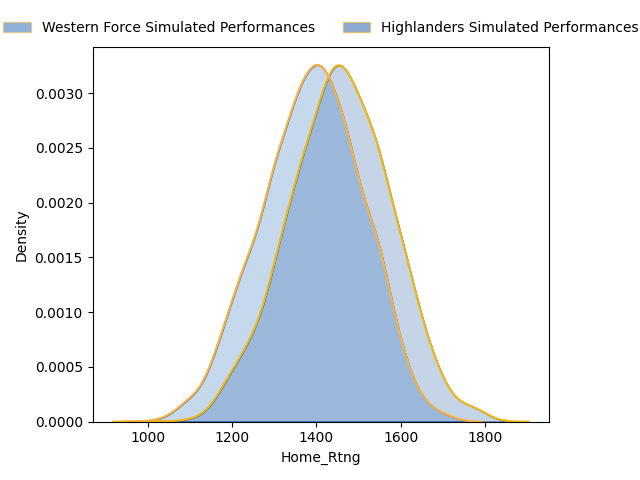 Western Force Simulated Performances Highlanders Simulated Performances
0.0030
0.0025
0.0020
0.0015
0.0010
0.0005
0.0000
Density
1000 1200 1400 1600 1800
Home_Rtng